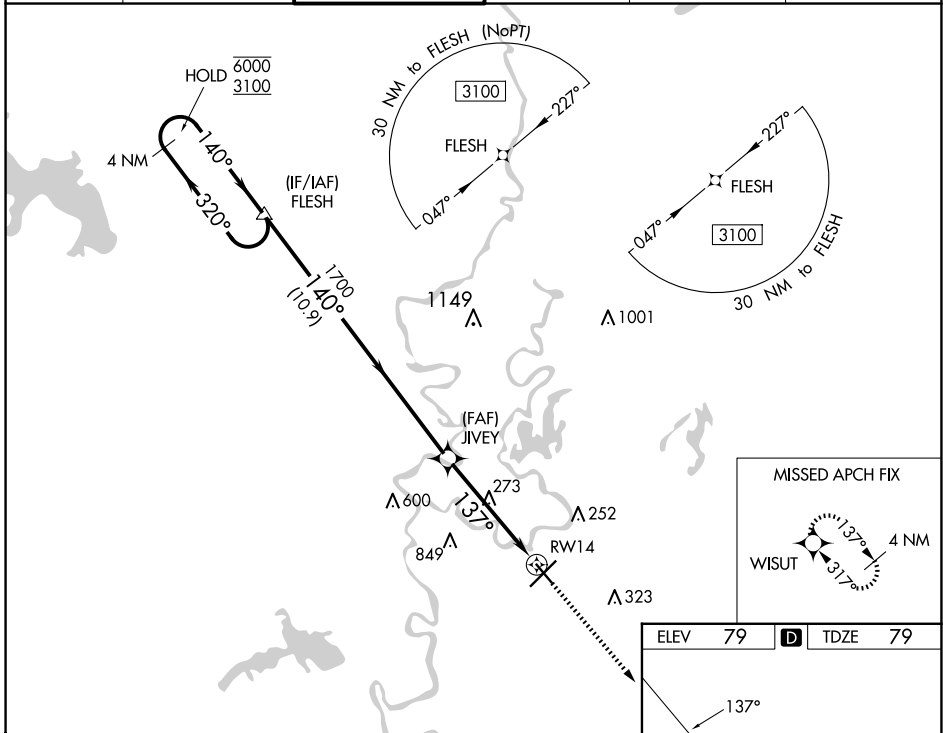 30 NM to FLESH (NoPT)
3100
227°
FLESH
047°
HOLD 6000
3100
4 NM
140°
320°
(IF/IAF)
FLESH
227°
FLESH
047°
3100
30 NM to FLESH
1700
140°
(10.9)
1149
1001
(FAF)
JIVEY
600
273
137°
252
849
RW14
323
MISSED APCH FIX
WISUT
137°
317°
4 NM
ELEV 79 D TDZE 79
137°